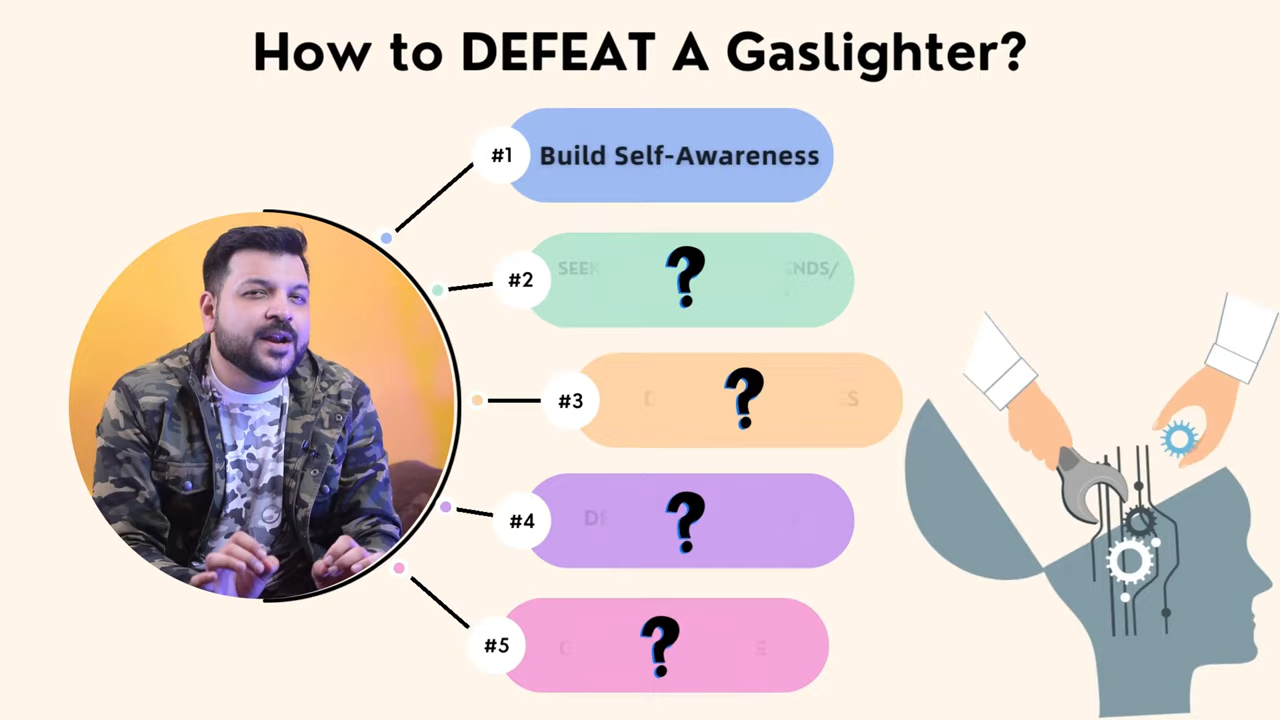 How to DEFEAT A Gaslighter?
#1 Build Self-Awareness
#2 ?
#3 ?
#4 ?
#5 ?